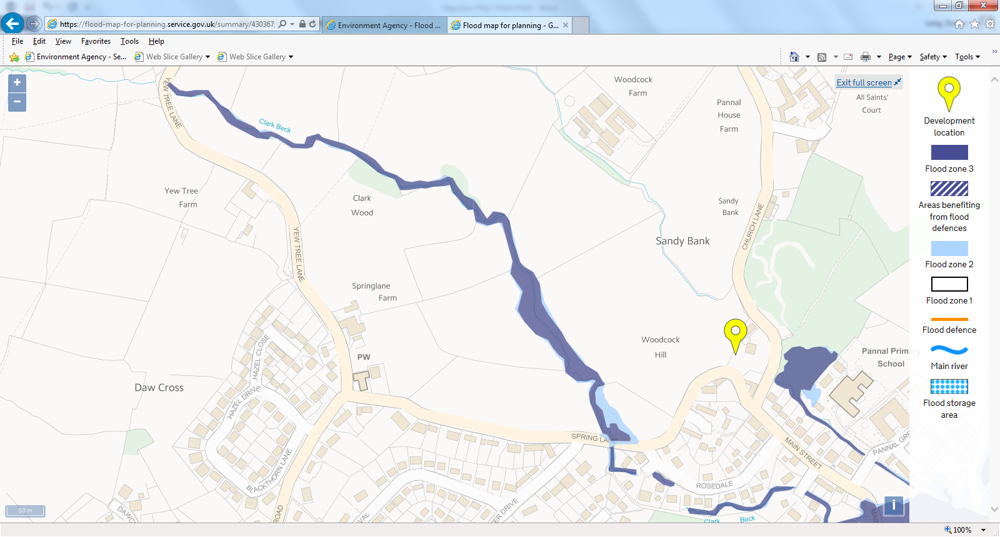 https://flood-map-for-planning.service.gov.uk/summary/430367,
Environment Agency - Flood ...
Flood map for planning - G...
File Edit View Favorites Tools Help
Environment Agency - Se...
Web Slice Gallery
Web Slice Gallery
Page
Safety
Tools
+
−
Exit full screen
YEW TREE LANE
Clark Beck
Woodcock
Farm
Pannal
House
Farm
All Saints'
Court
Yew Tree
Farm
Clark
Wood
Sandy
Bank
Sandy Bank
CHURCH LANE
YEW TREE LANE
Springlane
Farm
Woodcock
Hill
PW
HAZEL CLOSE
HAZEL DRIVE
Daw Cross
Pannal Primary
School
SPRING LANE
MAIN STREET
PANNAL GRE
BLACKTHORN LANE
ROSEDALE
ROAD
DAWC
VAL
ER DRIVE
Clark Beck
MAIN
50 m
i
Development
location
Flood zone 3
Areas benefiting
from flood
defences
Flood zone 2
Flood zone 1
Flood defence
Main river
Flood storage
area
100%